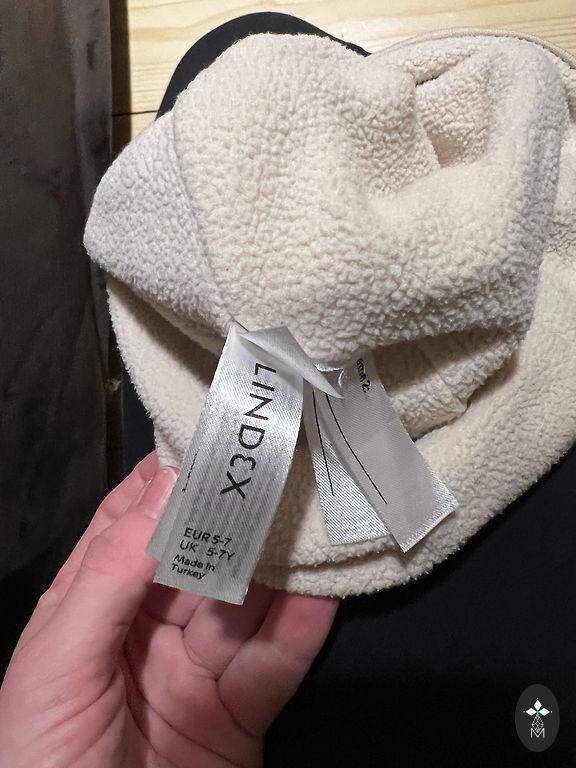 LINDEX
EUR 5-7
UK 5-7Y
Made in
Turkey
M